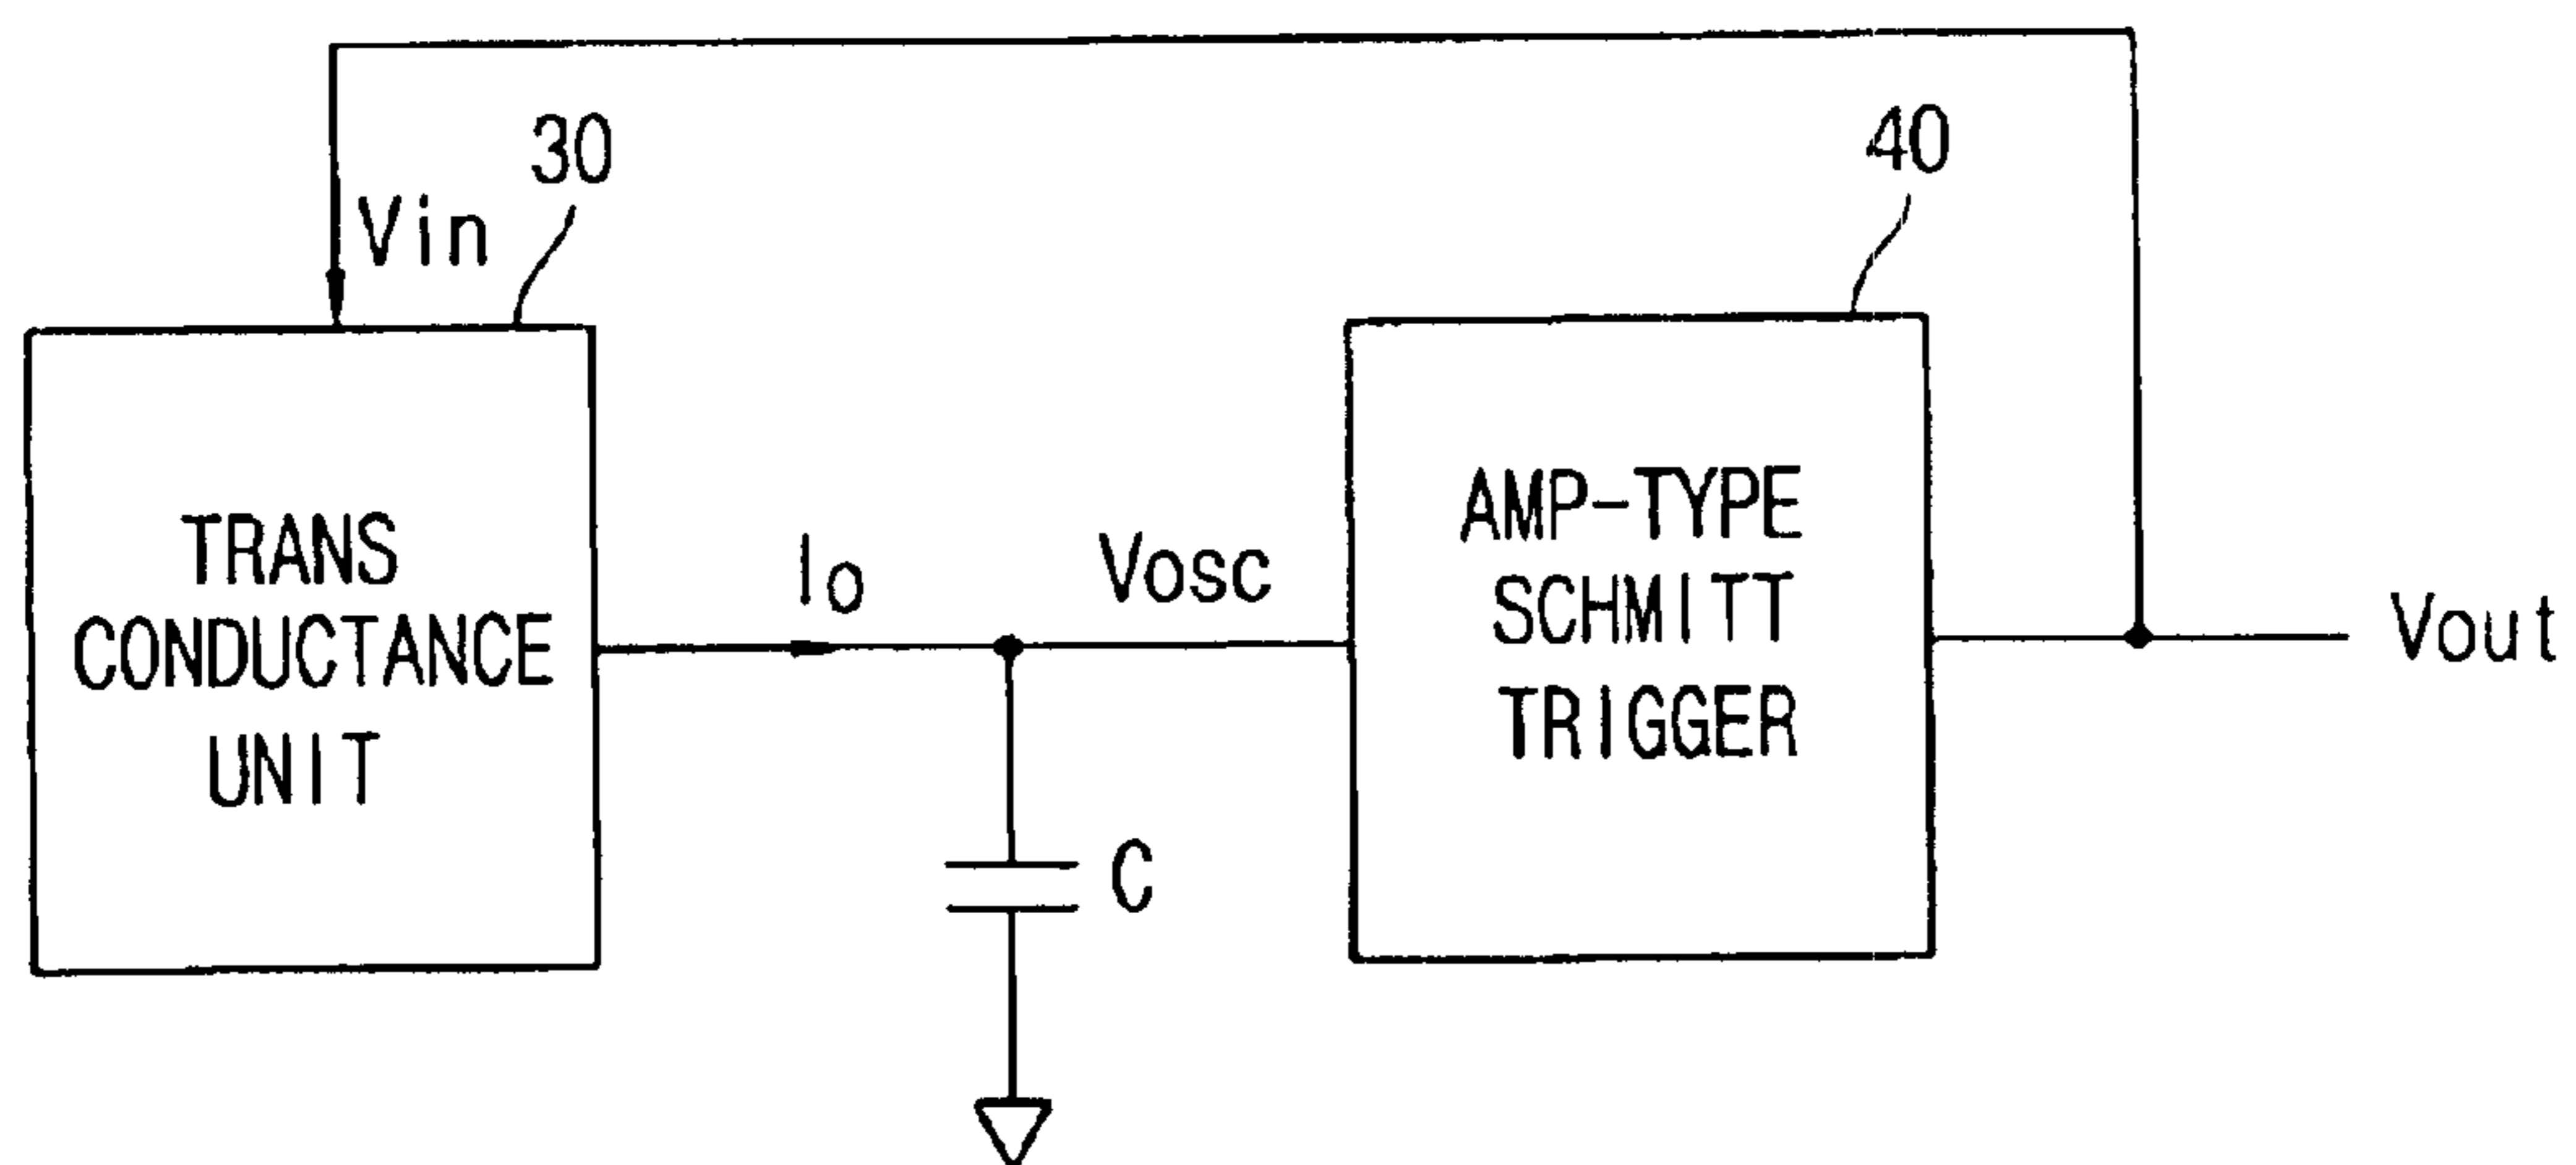 30
40
Vin
TRANS
CONDUCTANCE
UNIT
Io
Vosc
AMP-TYPE
SCHMITT
TRIGGER
Vout
C